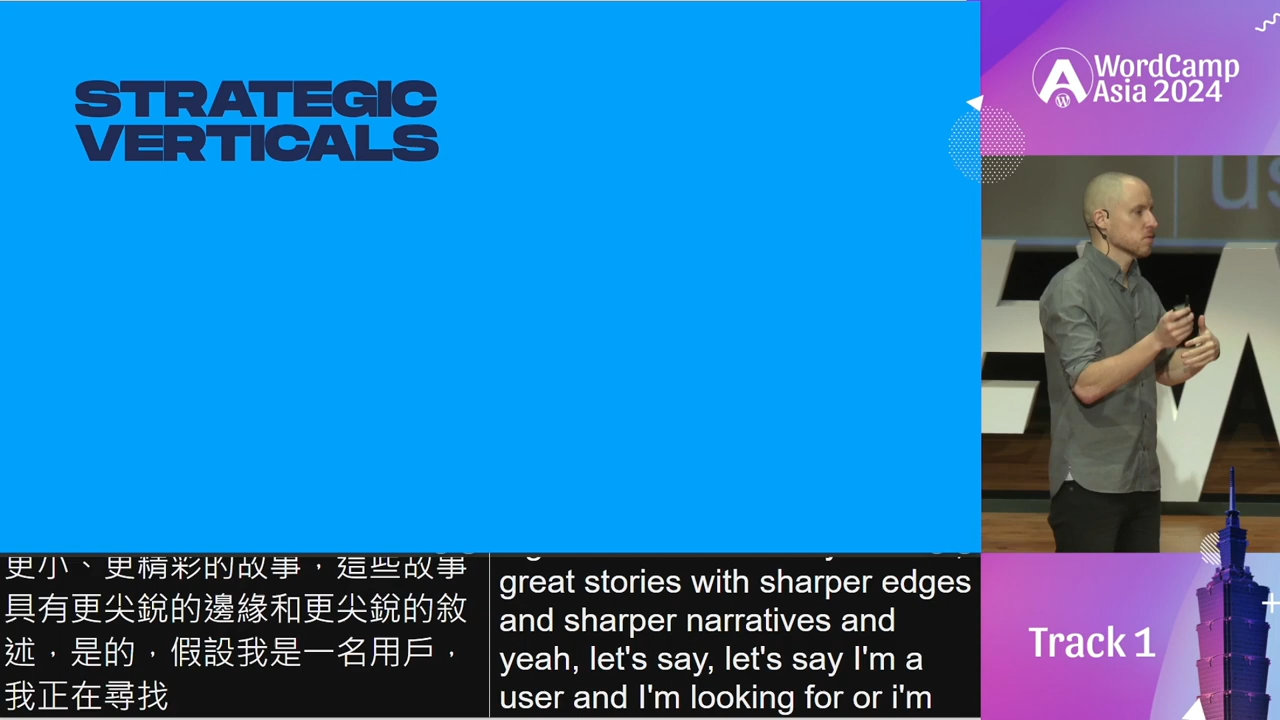 STRATEGIC
VERTICALS
WordCamp
Asia 2024
us
更小、更精彩的故事，這些故事
具有更尖銳的邊緣和更尖銳的敘
述，是的，假設我是一名用戶，
我正在尋找
great stories with sharper edges
and sharper narratives and
yeah, let's say, let's say I'm a
user and I'm looking for or i'm
Track 1